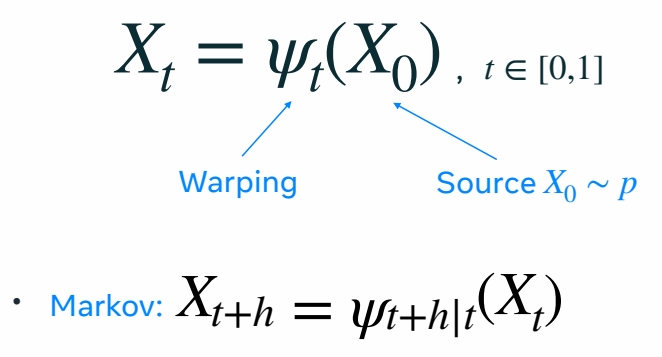 X_t = ψ_t(X_0) , t ∈ [0,1]
Warping
Source X_0 ∼ p
• Markov: X_{t+h} = ψ_{t+h|t}(X_t)